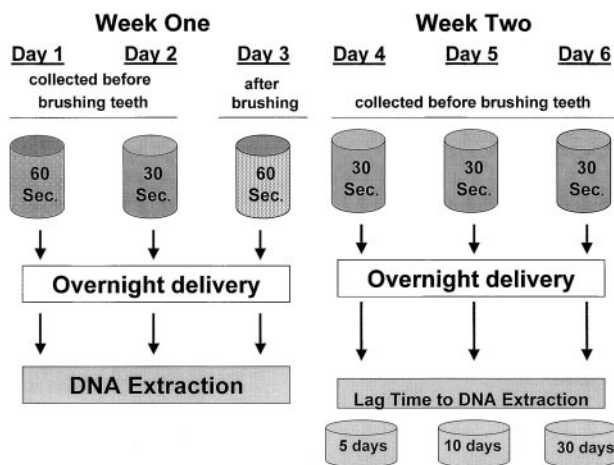 Week One
Day 1 Day 2 Day 3
collected before
brushing teeth
after
brushing
60
Sec.
30
Sec.
60
Sec.
Overnight delivery
DNA Extraction
Week Two
Day 4 Day 5 Day 6
collected before brushing teeth
30
Sec.
30
Sec.
30
Sec.
Overnight delivery
Lag Time to DNA Extraction
5 days 10 days 30 days